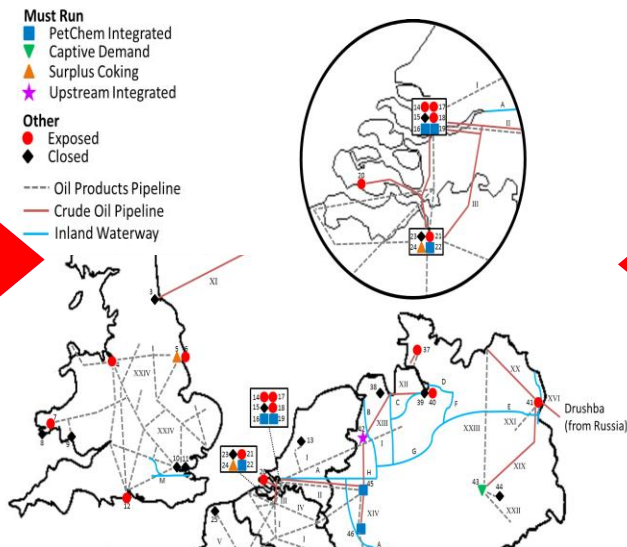 Must Run
PetChem Integrated
Captive Demand
Surplus Coking
Upstream Integrated
Other
Exposed
Closed
Oil Products Pipeline
Crude Oil Pipeline
Inland Waterway
I
14 17
15 18
16 19
A
II
20
III
23 21
24 22
3
XI
5 6
XXIV
7
8
9
XXIV
10 11
M
12
14 17
15 18
16 19
13
23 21
24 22
A
II
III
IV
I
V
I
25
37
38
XII
39 40
D
B
C
F
XIII
I
E
G
H
45
XIV
46
A
XX
XVI
41
XXIII
XXI
Drushba
(from Russia)
XIX
43
44
XXII